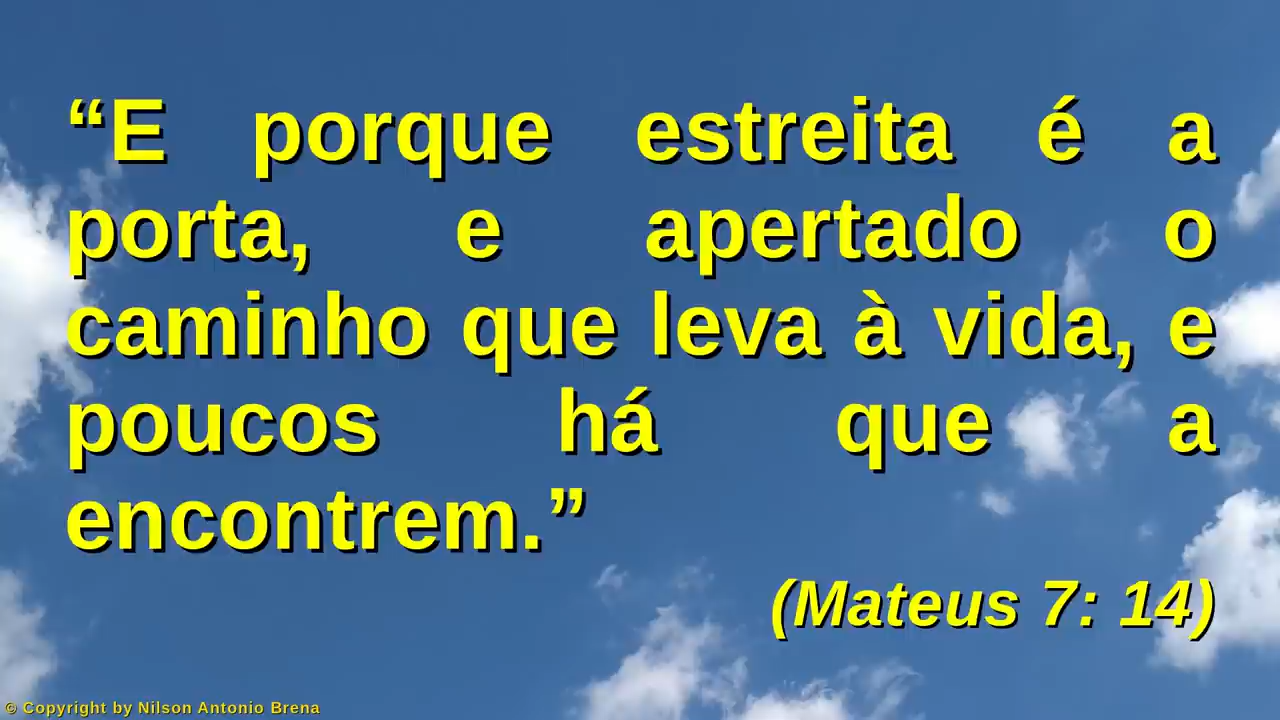 “E porque estreita é a
porta, e apertado o
caminho que leva à vida, e
poucos há que a
encontrem.”
(Mateus 7: 14)
© Copyright by Nilson Antonio Brena